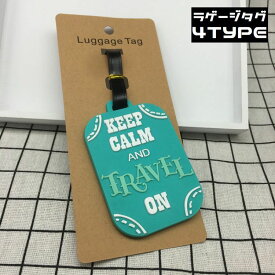 ラゲージタグ
4TYPE
Luggage Tag
KEEP
CALM
AND
TRAVEL
ON